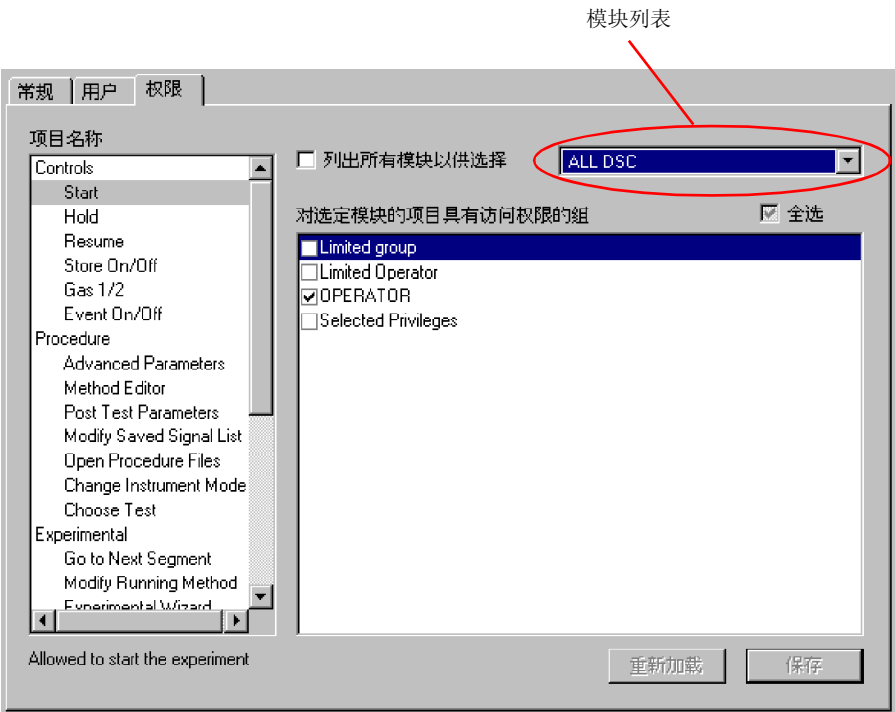 模块列表
常规
用户
权限
项目名称
Controls
Start
Hold
Resume
Store On/Off
Gas 1/2
Event On/Off
Procedure
Advanced Parameters
Method Editor
Post Test Parameters
Modify Saved Signal List
Open Procedure Files
Change Instrument Mode
Choose Test
Experimental
Go to Next Segment
Modify Running Method
Experimental Wizard
Allowed to start the experiment
列出所有模块以供选择
ALL DSC
对选定模块的项目具有访问权限的组
全选
Limited group
Limited Operator
OPERATOR
Selected Privileges
重新加载
保存